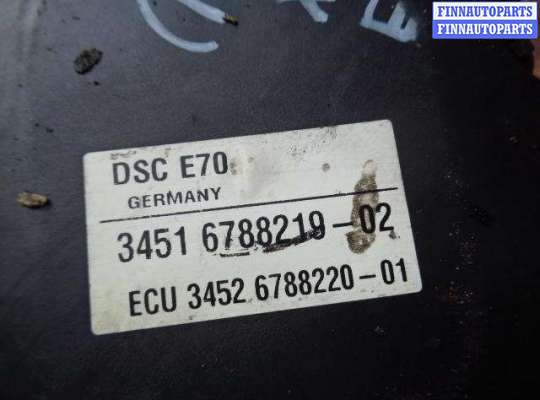 FINNAUTOPARTS
FINNAUTOPARTS
DSC E70
GERMANY
3451 6788219-02
ECU 3452 6788220-01